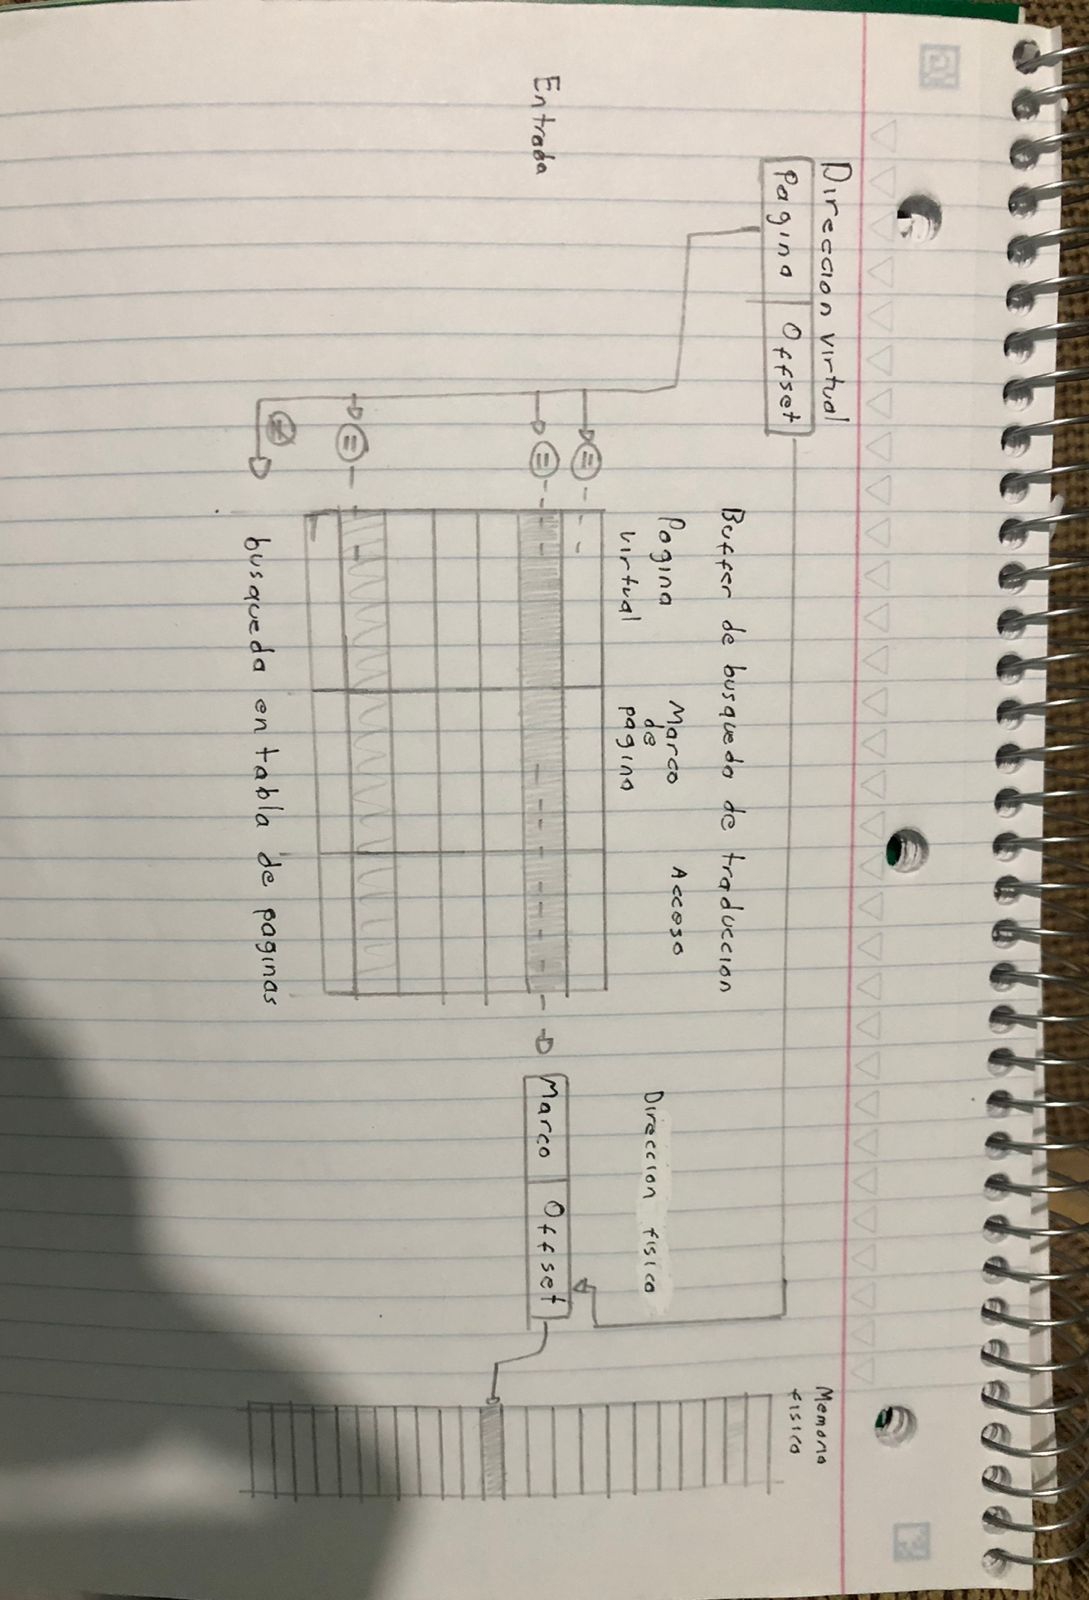 Direccion virtual
Pagina | Offset
Entrada
Buffer de busqueda de traduccion
Pagina
virtual
Marco
de
pagina
Acceso
busqueda en tabla de paginas
Direccion fisica
Marco | Offset
Memoria
fisica